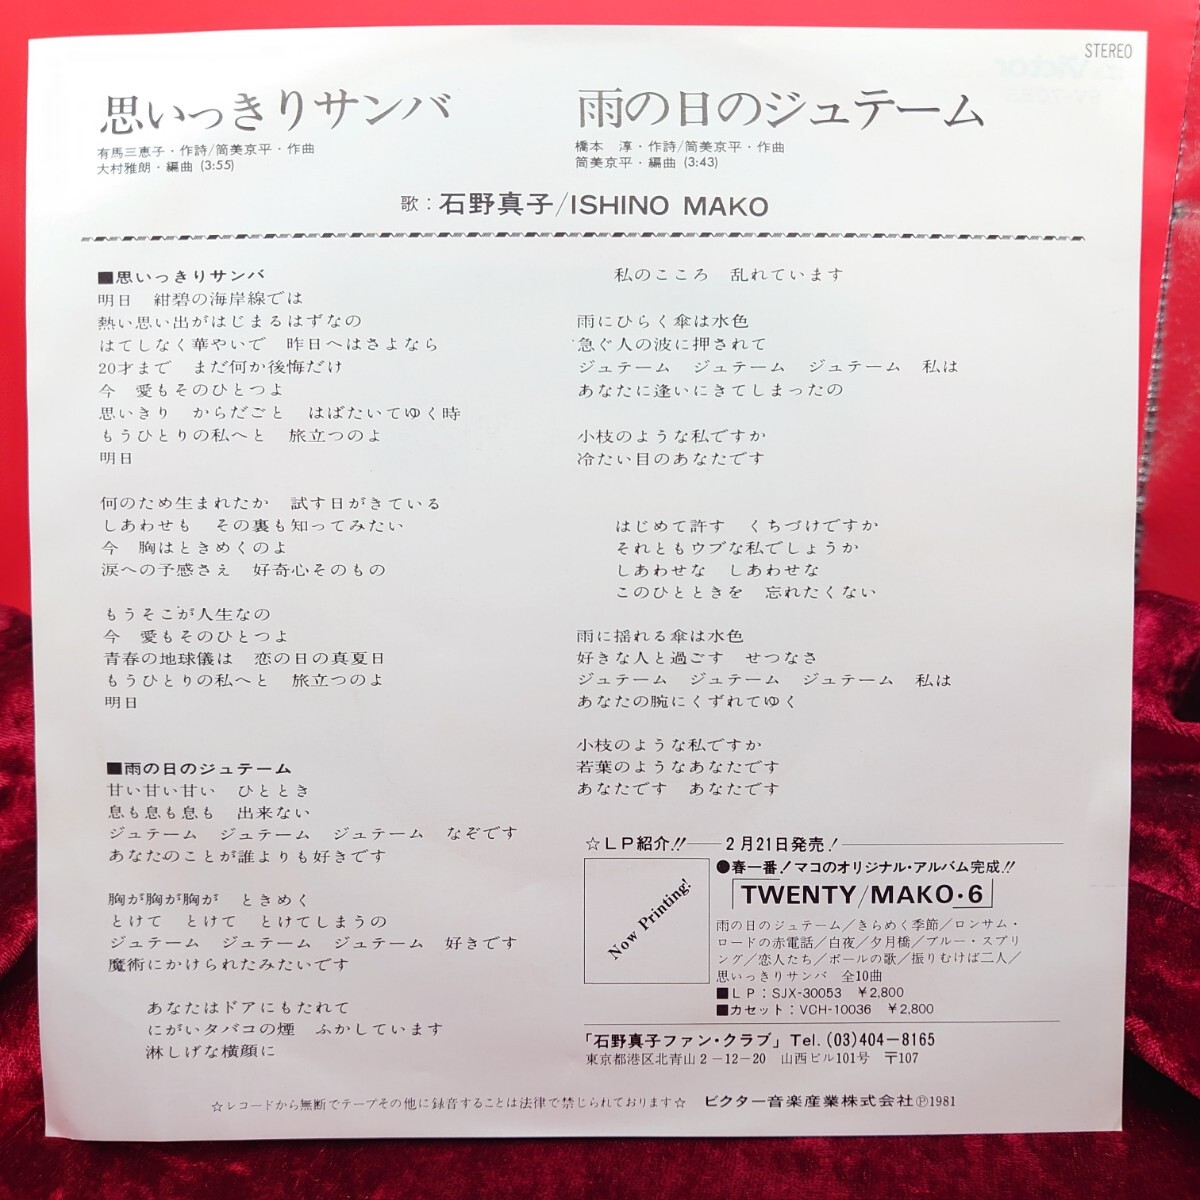 STEREO
思いっきりサンバ
有馬三恵子・作詩/筒美京平・作曲
大村雅朗・編曲 (3:55)
雨の日のジュテーム
橋本 淳・作詩/筒美京平・作曲
筒美京平・編曲 (3:43)
歌：石野真子/ISHINO MAKO
■思いっきりサンバ
明日 紺碧の海岸線では
熱い思い出がはじまるはずなの
はてしなく華やいで 昨日へはさよなら
20才まで まだ何か後悔だけ
今 愛もそのひとつよ
思いきり からだごと はばたいてゆく時
もうひとりの私へと 旅立つのよ
明日
何のため生まれたか 試す日がきている
しあわせも その裏も知ってみたい
今 胸はときめくのよ
涙への予感さえ 好奇心そのもの
もうそこが人生なの
今 愛もそのひとつよ
青春の地球儀は 恋の日の真夏日
もうひとりの私へと 旅立つのよ
明日
■雨の日のジュテーム
甘い甘い甘い ひととき
息も息も息も 出来ない
ジュテーム ジュテーム ジュテーム なぞです
あなたのことが誰よりも好きです
胸が胸が胸が ときめく
とけて とけて とけてしまうの
ジュテーム ジュテーム ジュテーム 好きです
魔術にかけられたみたいです
あなたはドアにもたれて
にがいタバコの煙 ふかしています
淋しげな横顔に
私のこころ 乱れています
雨にひらく傘は水色
急ぐ人の波に押されて
ジュテーム ジュテーム ジュテーム 私は
あなたに逢いにきてしまったの
小枝のような私ですか
冷たい目のあなたです
はじめて許す くちづけですか
それともウブな私でしょうか
しあわせな しあわせな
このひとときを 忘れたくない
雨に揺れる傘は水色
好きな人と過ごす せつなさ
ジュテーム ジュテーム ジュテーム 私は
あなたの腕にくずれてゆく
小枝のような私ですか
若葉のようなあなたです
あなたです あなたです
☆LP紹介!!── 2月21日発売!
Now Printing!
●春一番!マコのオリジナル・アルバム完成!!
「TWENTY/MAKO・6」
雨の日のジュテーム/きらめく季節/ロンサム・
ロードの赤電話/白夜/夕月橋/ブルー・スプリ
ング/恋人たち/ボールの歌/振りむけば二人/
思いっきりサンバ 全10曲
■LP：SJX-30053 ￥2,800
■カセット：VCH-10036 ￥2,800
「石野真子ファン・クラブ」Tel.(03)404-8165
東京都港区北青山2-12-20 山西ビル101号 〒107
☆レコードから無断でテープその他に録音することは法律で禁じられております☆ ビクター音楽産業株式会社Ⓟ1981